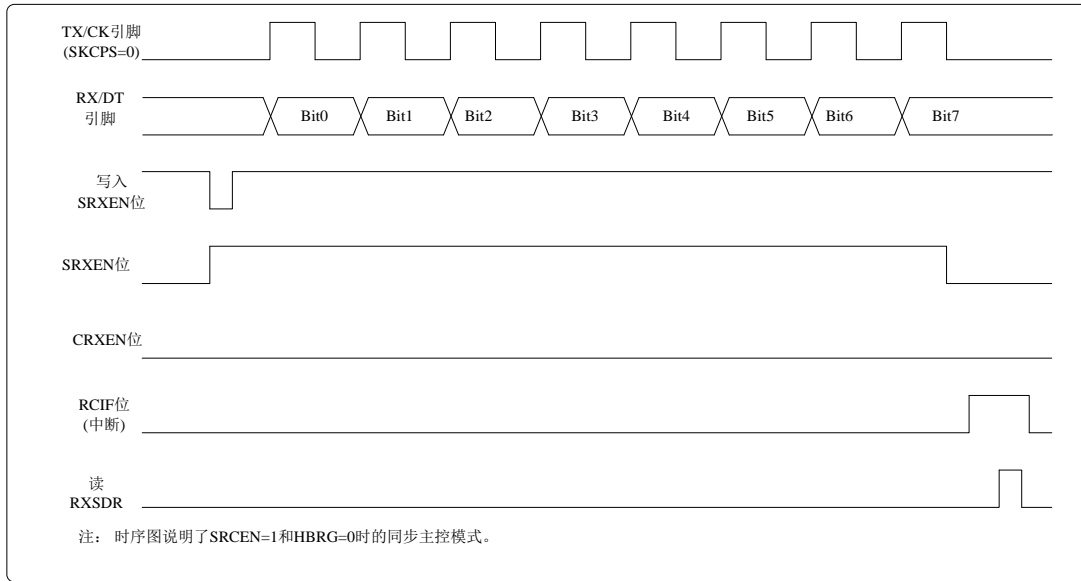 TX/CK引脚
(SKCPS=0)
RX/DT
引脚
Bit0 Bit1 Bit2 Bit3 Bit4 Bit5 Bit6 Bit7
写入
SRXEN位
SRXEN位
CRXEN位
RCIF位
(中断)
读
RXSDR
注： 时序图说明了SRCEN=1和HBRG=0时的同步主控模式。